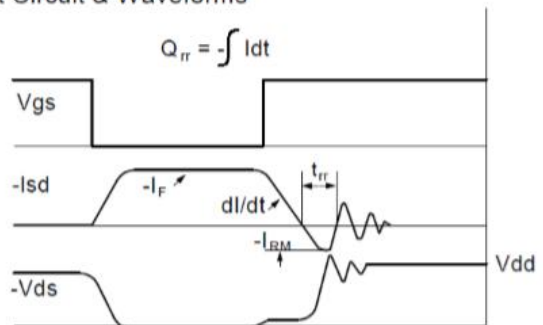 Circuit & Waveforms
Qrr = -∫ Idt
Vgs
-Isd
-IF
dI/dt
trr
-IRM
Vdd
-Vds